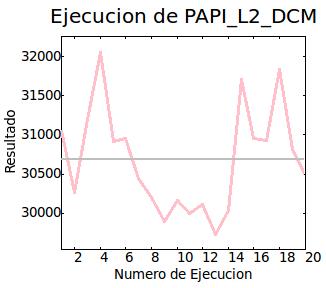 Ejecucion de PAPI_L2_DCM
32000
31500
31000
30500
30000
Resultado
2 4 6 8 10 12 14 16 18 20
Numero de Ejecucion